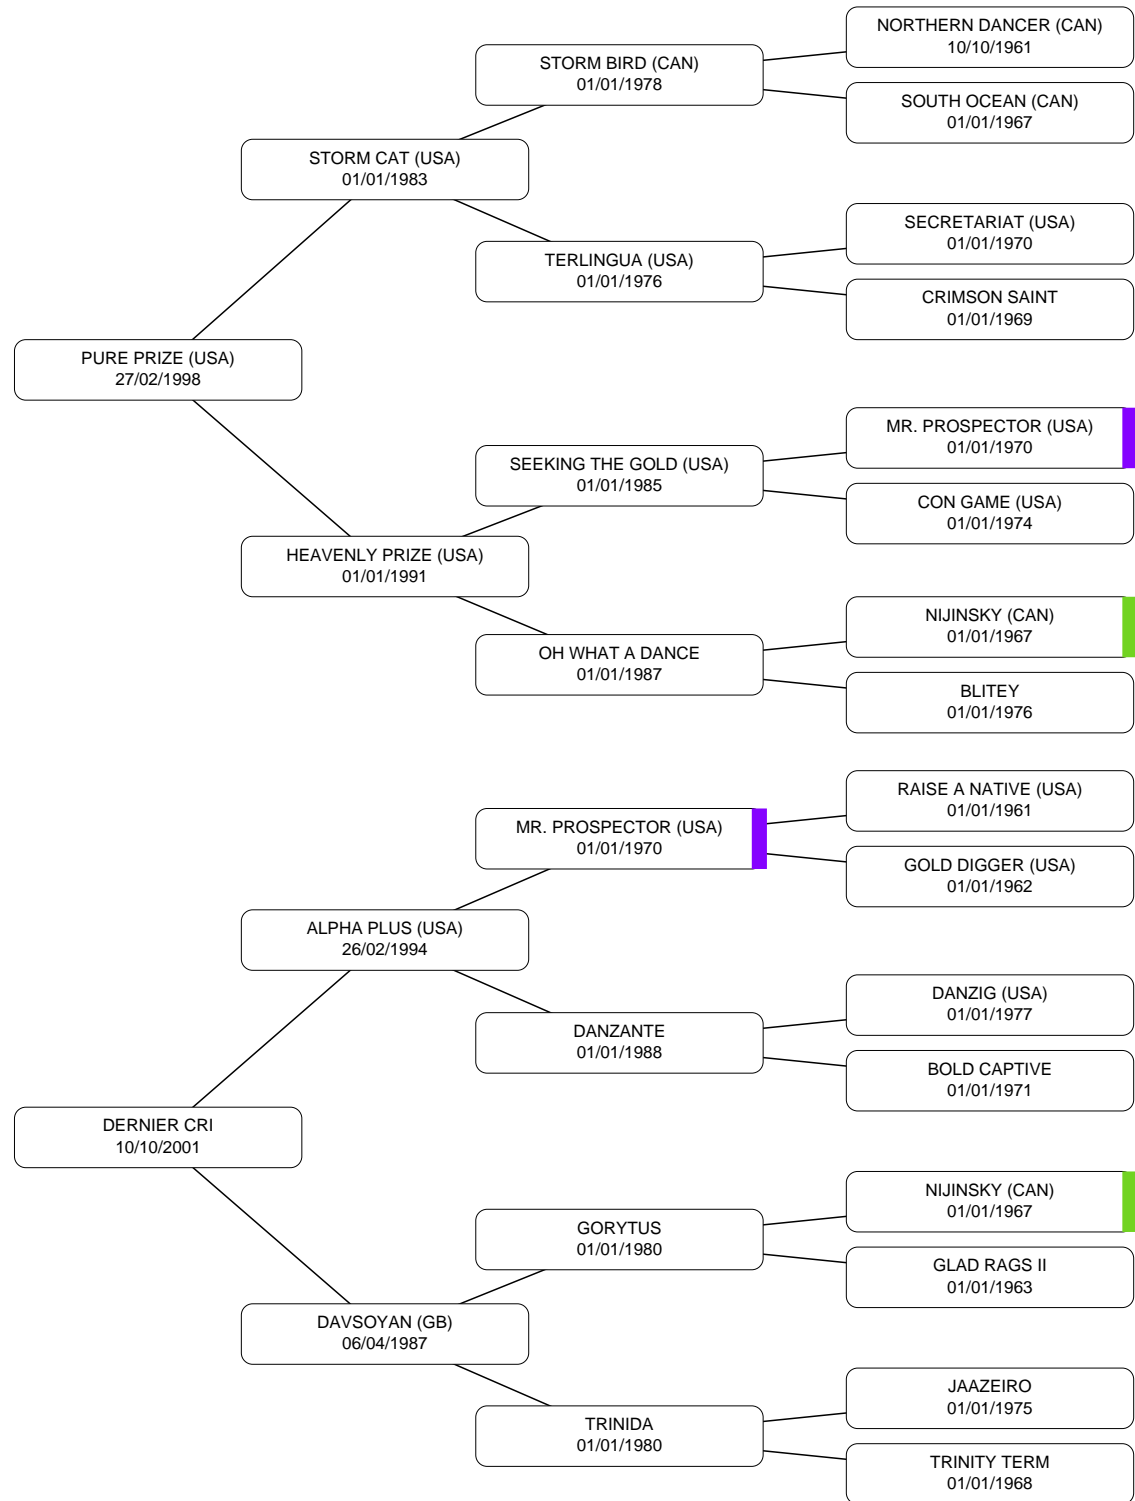 NORTHERN DANCER (CAN)
10/10/1961
STORM BIRD (CAN)
01/01/1978
SOUTH OCEAN (CAN)
01/01/1967
STORM CAT (USA)
01/01/1983
SECRETARIAT (USA)
01/01/1970
TERLINGUA (USA)
01/01/1976
CRIMSON SAINT
01/01/1969
PURE PRIZE (USA)
27/02/1998
MR. PROSPECTOR (USA)
01/01/1970
SEEKING THE GOLD (USA)
01/01/1985
CON GAME (USA)
01/01/1974
HEAVENLY PRIZE (USA)
01/01/1991
NIJINSKY (CAN)
01/01/1967
OH WHAT A DANCE
01/01/1987
BLITEY
01/01/1976
RAISE A NATIVE (USA)
01/01/1961
MR. PROSPECTOR (USA)
01/01/1970
GOLD DIGGER (USA)
01/01/1962
ALPHA PLUS (USA)
26/02/1994
DANZIG (USA)
01/01/1977
DANZANTE
01/01/1988
BOLD CAPTIVE
01/01/1971
DERNIER CRI
10/10/2001
NIJINSKY (CAN)
01/01/1967
GORYTUS
01/01/1980
GLAD RAGS II
01/01/1963
DAVSOYAN (GB)
06/04/1987
JAAZEIRO
01/01/1975
TRINIDA
01/01/1980
TRINITY TERM
01/01/1968